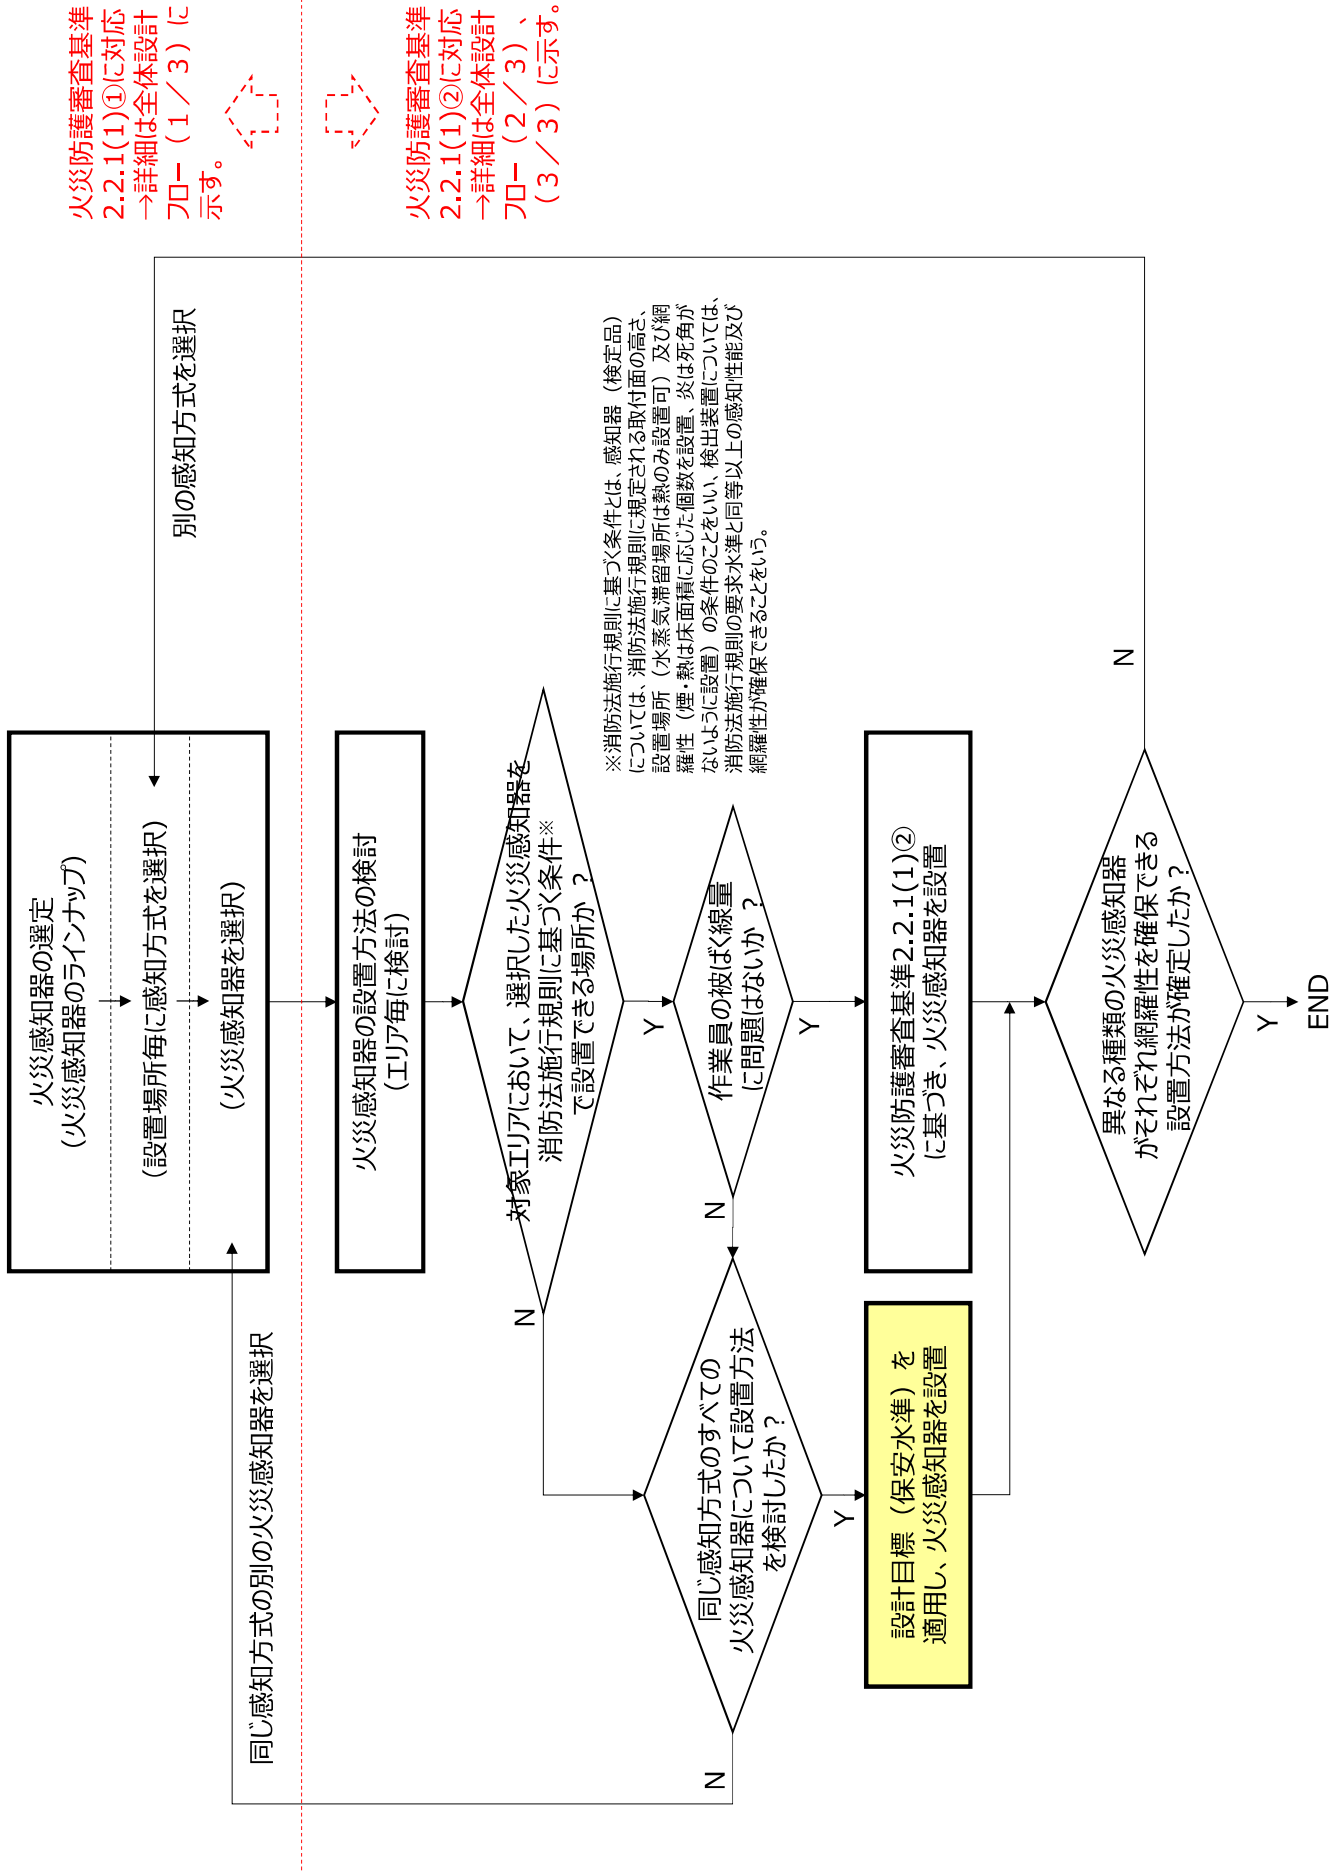 火災防護審査基準
2.2.1(1)①に対応
→詳細は全体設計
フロー（１／３）に
示す。
火災防護審査基準
2.2.1(1)②に対応
→詳細は全体設計
フロー（２／３）、
（３／３）に示す。
火災感知器の選定
（火災感知器のラインナップ）
（設置場所毎に感知方式を選択）
（火災感知器を選択）
別の感知方式を選択
同じ感知方式の別の火災感知器を選択
火災感知器の設置方法の検討
（エリア毎に検討）
対象エリアにおいて、選択した火災感知器を
消防法施行規則に基づく条件※
で設置できる場所か？
N
Y
※消防法施行規則に基づく条件とは、感知器（検定品）
については、消防法施行規則に規定される取付面の高さ、
設置場所（水蒸気滞留場所は熱のみ設置可）及び網
羅性（煙・熱は床面積に応じた個数を設置、炎は死角が
ないように設置）の条件のことをいい、検出装置については、
消防法施行規則の要求水準と同等以上の感知性能及び
網羅性が確保できることをいう。
作業員の被ばく線量
に問題はないか？
N
Y
同じ感知方式のすべての
火災感知器について設置方法
を検討したか？
N
Y
火災防護審査基準2.2.1(1)②
に基づき、火災感知器を設置
設計目標（保安水準）を
適用し、火災感知器を設置
異なる種類の火災感知器
がそれぞれ網羅性を確保できる
設置方法が確定したか？
N
Y
END